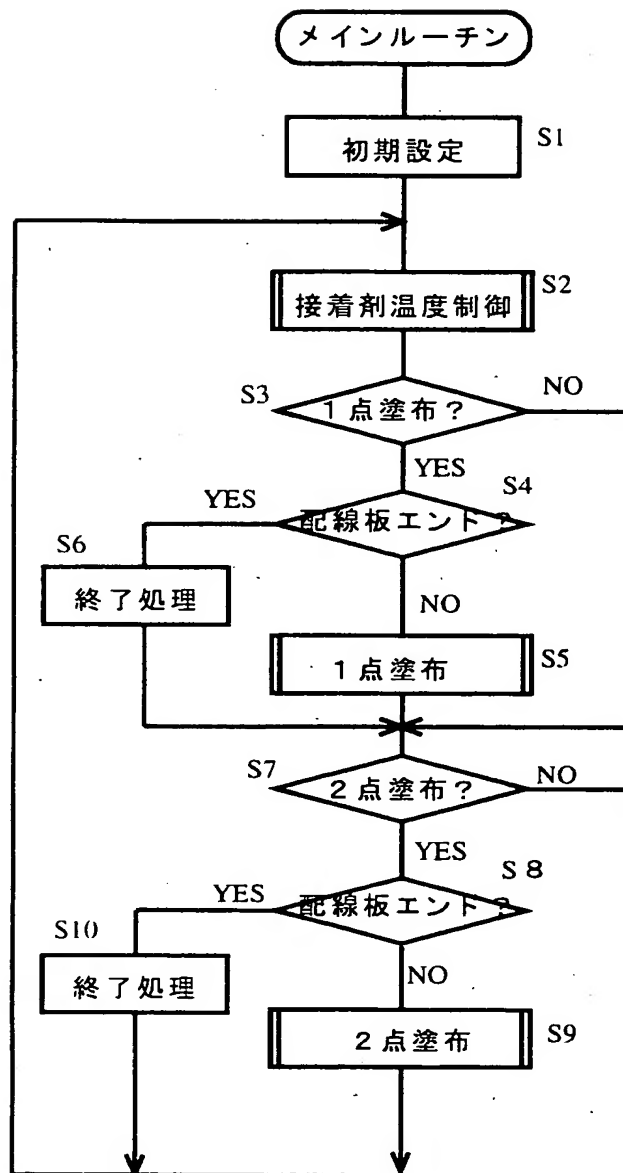 メインルーチン
初期設定
S1
接着剤温度制御
S2
S3
1点塗布?
NO
YES
S4
YES
配線板エント?
S6
終了処理
NO
1点塗布
S5
S7
2点塗布?
NO
YES
S8
YES
配線板エント?
S10
終了処理
NO
2点塗布
S9